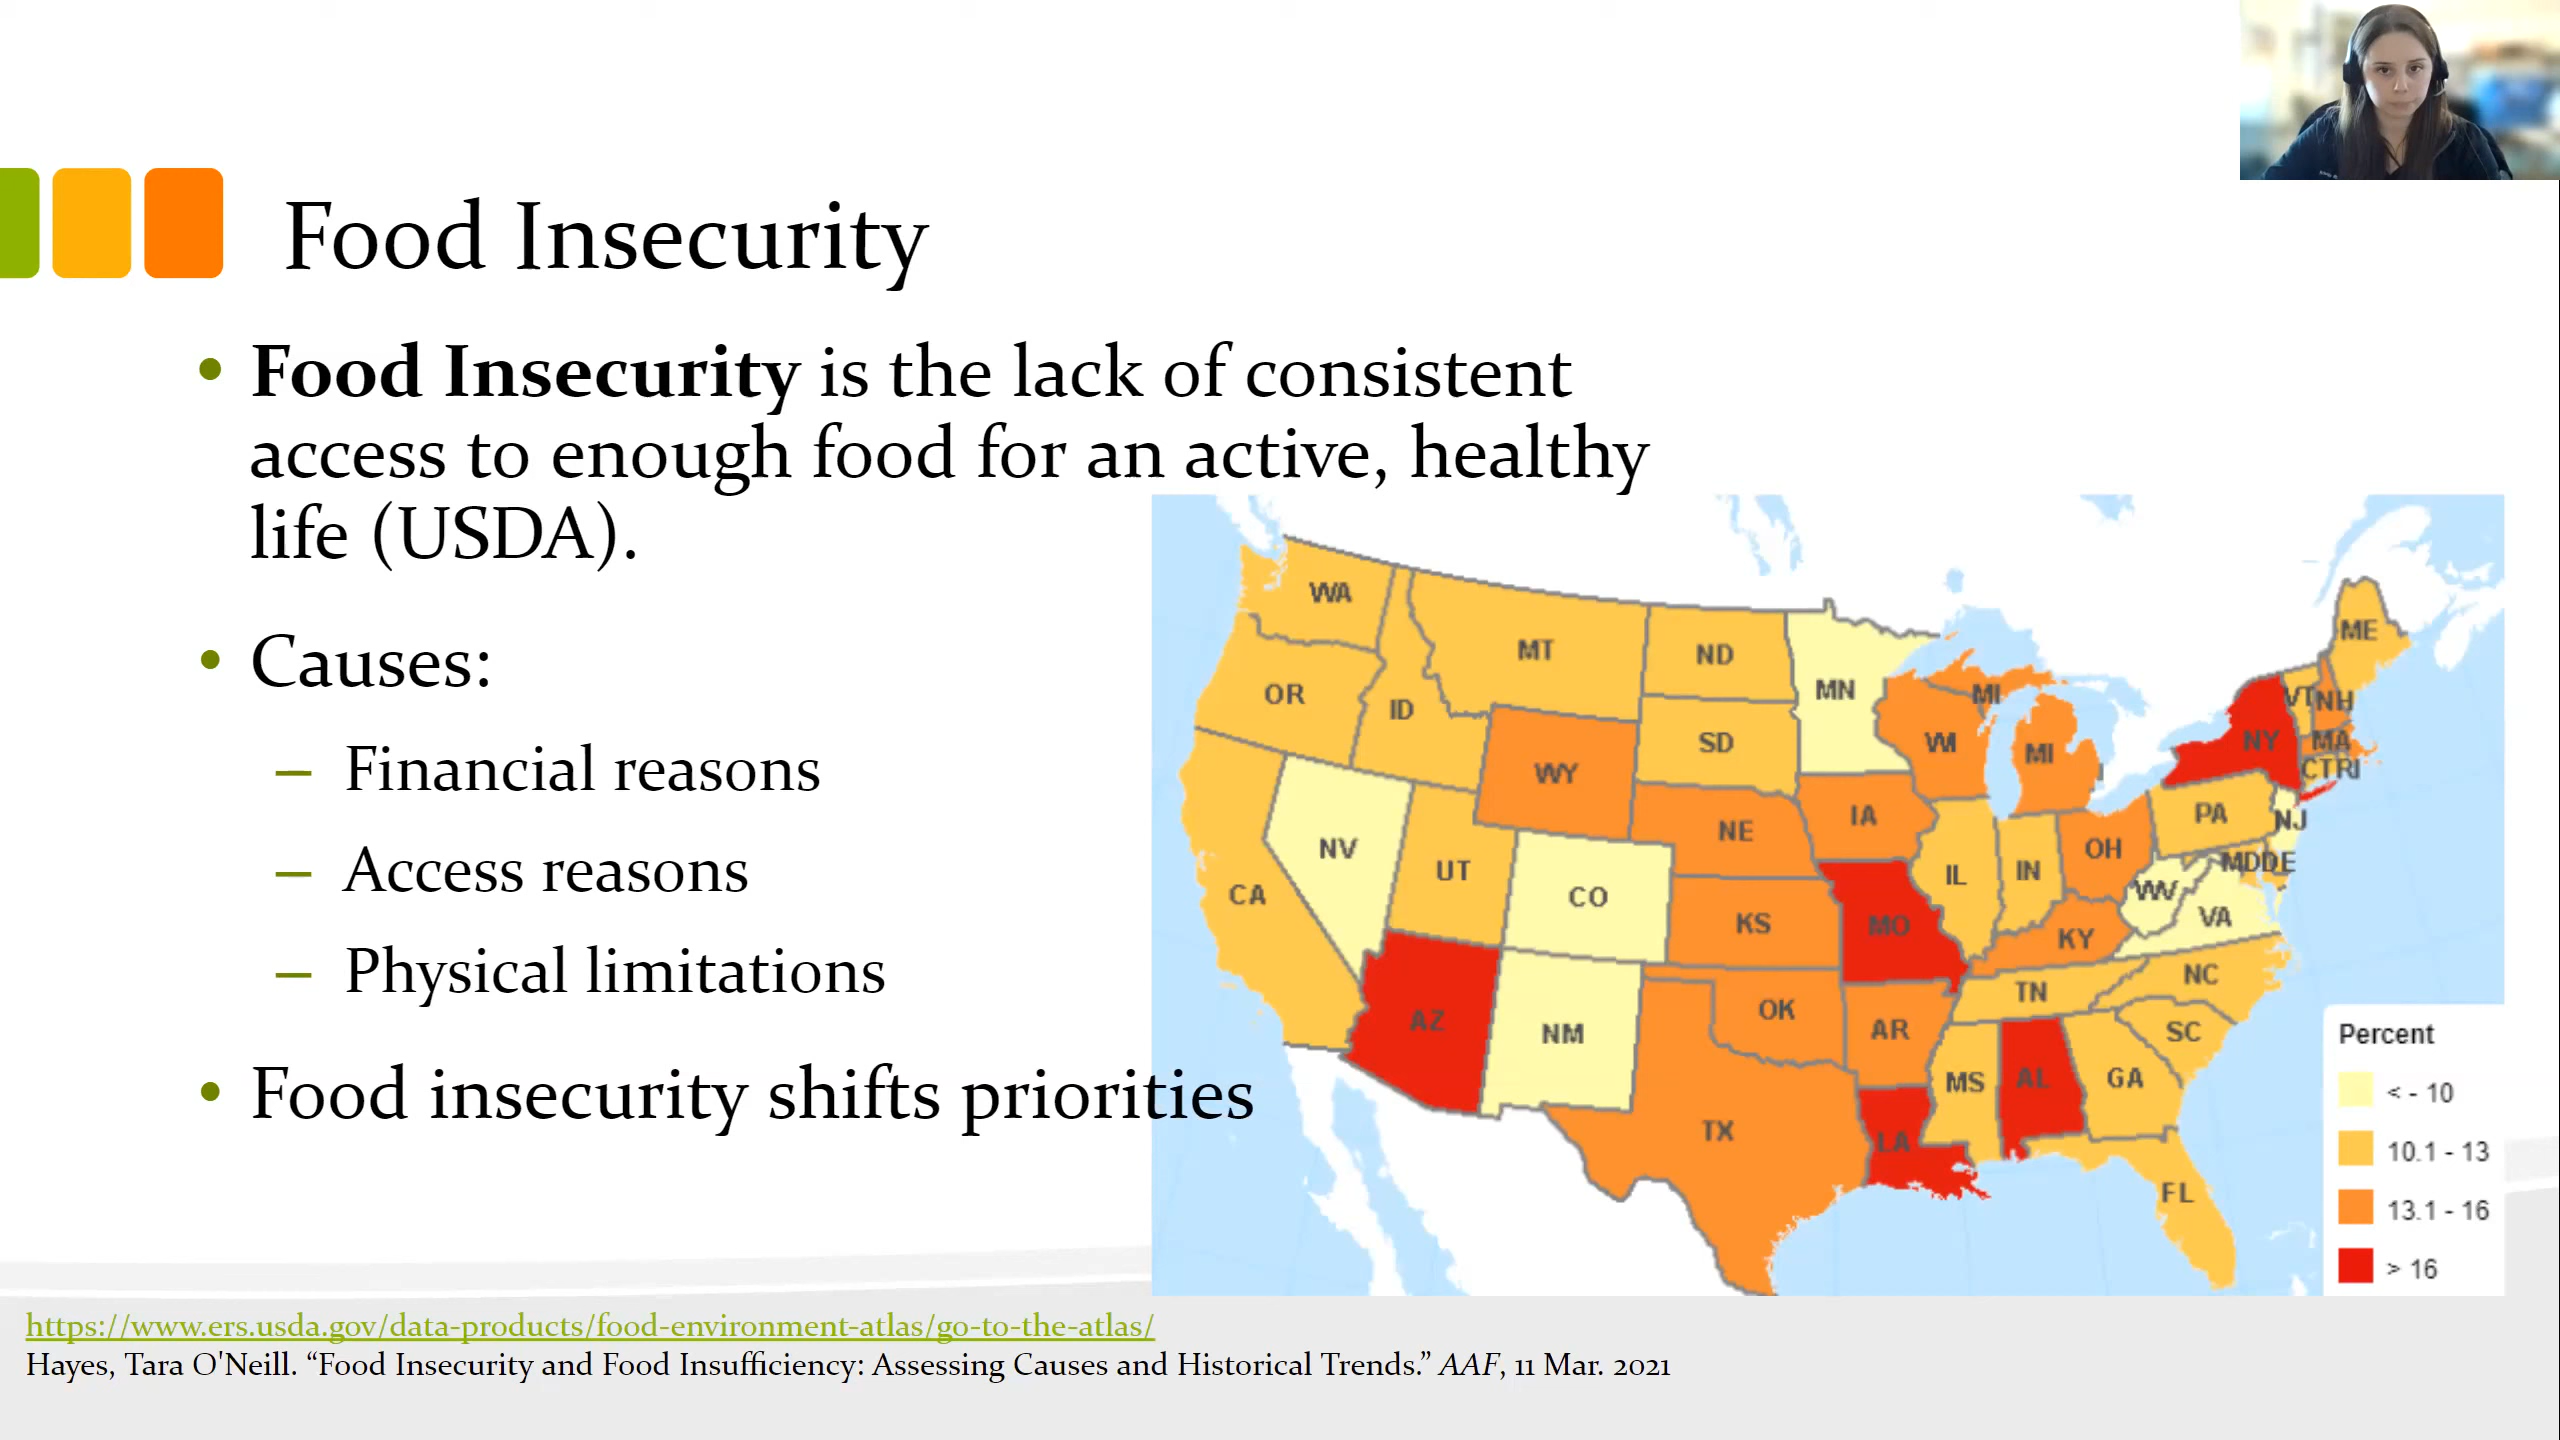 Food Insecurity
• Food Insecurity is the lack of consistent
access to enough food for an active, healthy
life (USDA).
• Causes:
– Financial reasons
– Access reasons
– Physical limitations
• Food insecurity shifts priorities
WA
MT
ND
MN
ME
OR
ID
SD
WI
MI
MI
VT
NH
NY
MA
CT
RI
WY
NE
IA
PA
NJ
NV
UT
CO
IL
IN
OH
MD
DE
CA
KS
MO
WV
VA
KY
AZ
NM
OK
AR
TN
NC
SC
MS
AL
GA
TX
LA
FL
Percent
< - 10
10.1 - 13
13.1 - 16
> 16
https://www.ers.usda.gov/data-products/food-environment-atlas/go-to-the-atlas/
Hayes, Tara O'Neill. “Food Insecurity and Food Insufficiency: Assessing Causes and Historical Trends.” AAF, 11 Mar. 2021